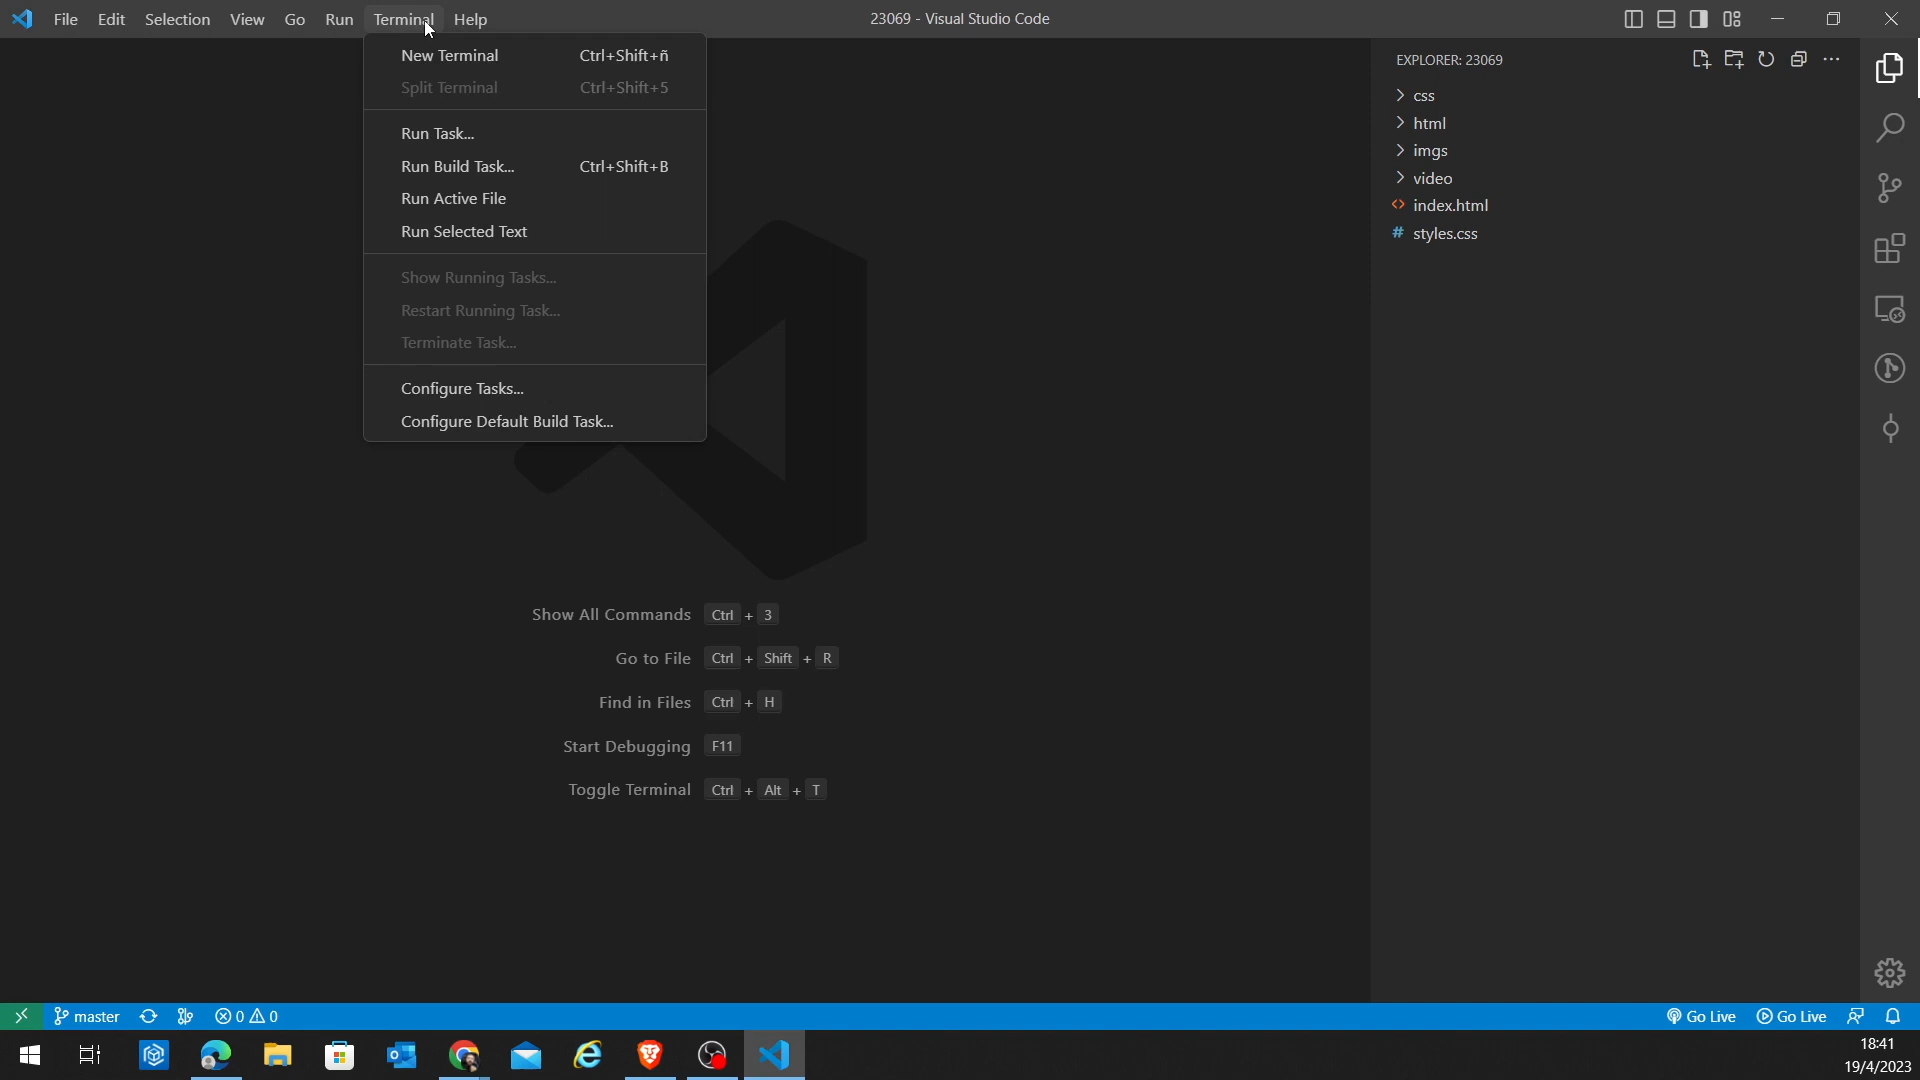 File Edit Selection View Go Run Terminal Help
23069 - Visual Studio Code
New Terminal Ctrl+Shift+ñ
Split Terminal Ctrl+Shift+5
Run Task...
Run Build Task... Ctrl+Shift+B
Run Active File
Run Selected Text
Show Running Tasks...
Restart Running Task...
Terminate Task...
Configure Tasks...
Configure Default Build Task...
Show All Commands Ctrl + 3
Go to File Ctrl + Shift + R
Find in Files Ctrl + H
Start Debugging F11
Toggle Terminal Ctrl + Alt + T
EXPLORER: 23069
css
html
imgs
video
index.html
styles.css
master 0 0 Go Live Go Live
18:41
19/4/2023